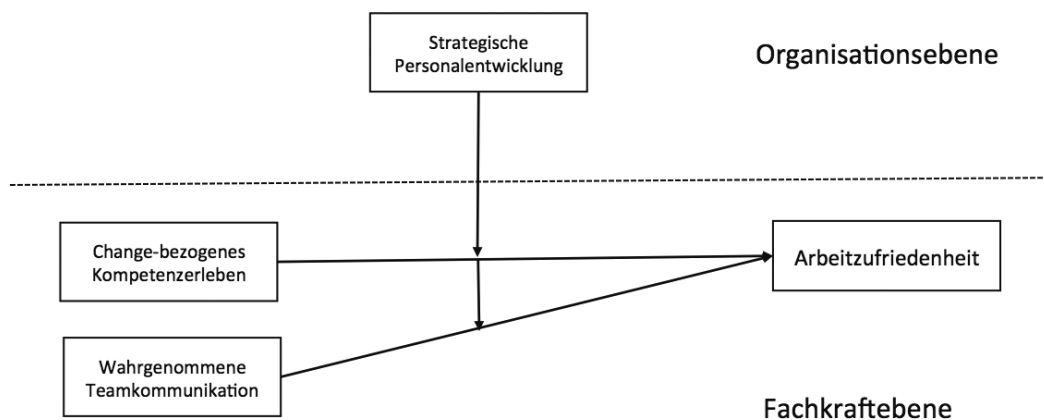 Strategische
Personalentwicklung
Organisationsebene
Change-bezogenes
Kompetenzerleben
Arbeitzufriedenheit
Wahrgenommene
Teamkommunikation
Fachkraftebene